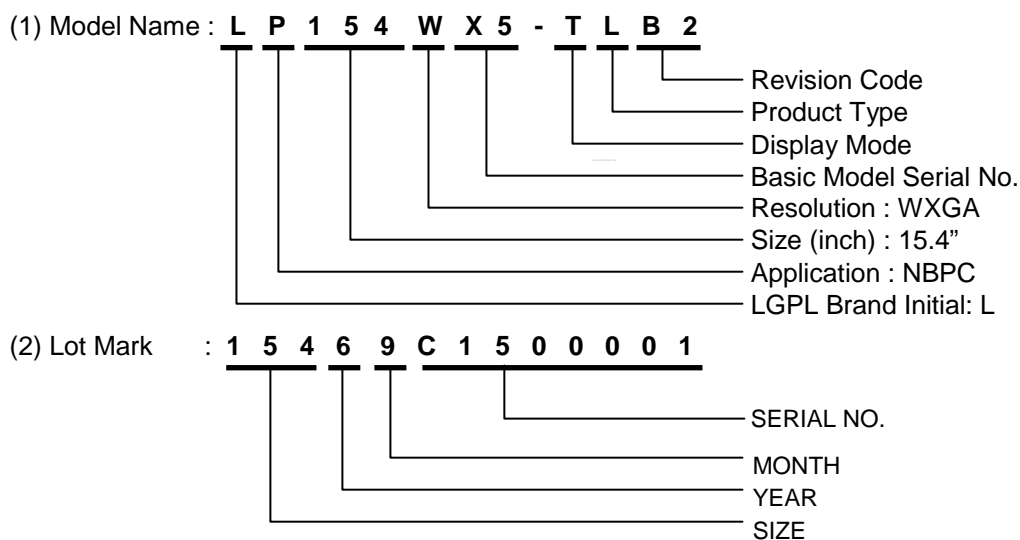 (1) Model Name : L P 1 5 4 W X 5 - T L B 2
Revision Code
Product Type
Display Mode
Basic Model Serial No.
Resolution : WXGA
Size (inch) : 15.4”
Application : NBPC
LGPL Brand Initial: L
(2) Lot Mark : 1 5 4 6 9 C 1 5 0 0 0 0 1
SERIAL NO.
MONTH
YEAR
SIZE